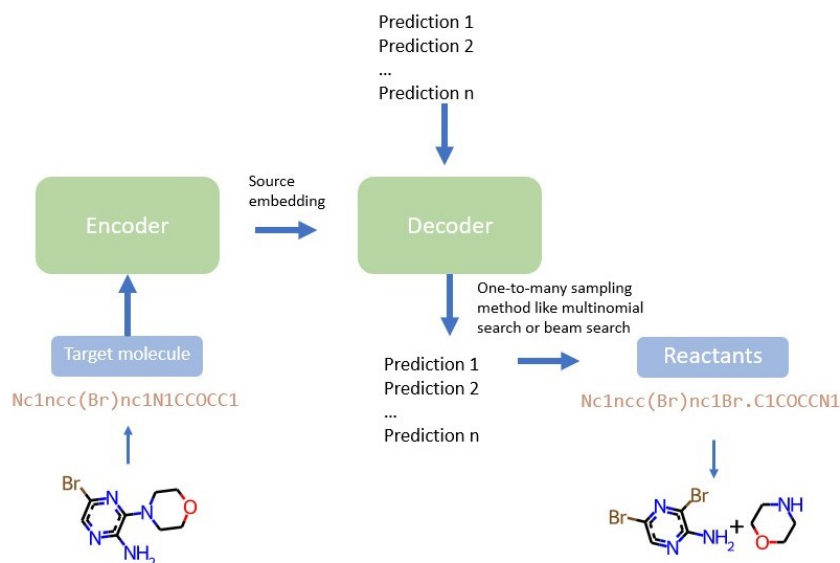 Prediction 1
Prediction 2
...
Prediction n
Source
embedding
Encoder
Decoder
One-to-many sampling
method like multinomial
search or beam search
Target molecule
Prediction 1
Prediction 2
...
Prediction n
Reactants
Nc1ncc(Br)nc1N1CCOCC1
Nc1ncc(Br)nc1Br.C1COCCN1
Br
N
N
O
N
NH2
Br
N
Br
N
NH2
+
NH
O